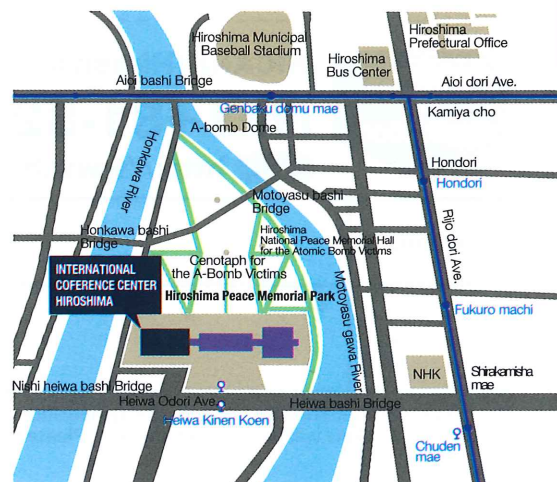 Hiroshima Municipal
Baseball Stadium
Hiroshima
Prefectural Office
Hiroshima
Bus Center
Aioi bashi Bridge
Aioi dori Ave.
Genbaku domu mae
Kamiya cho
A-bomb Dome
Honkawa River
Hondori
Hondori
Motoyasu bashi
Bridge
Honkawa bashi
Bridge
Hiroshima
National Peace Memorial Hall
for the Atomic Bomb Victims
Rijo dori Ave.
Cenotaph for
the A-Bomb Victims
INTERNATIONAL
COFERENCE CENTER
HIROSHIMA
Hiroshima Peace Memorial Park
Motoyasu gawa River
Fukuro machi
NHK
Shirakamisha
mae
Nishi heiwa bashi Bridge
Heiwa Odori Ave.
Heiwa bashi Bridge
Heiwa Kinen Koen
Chuden
mae